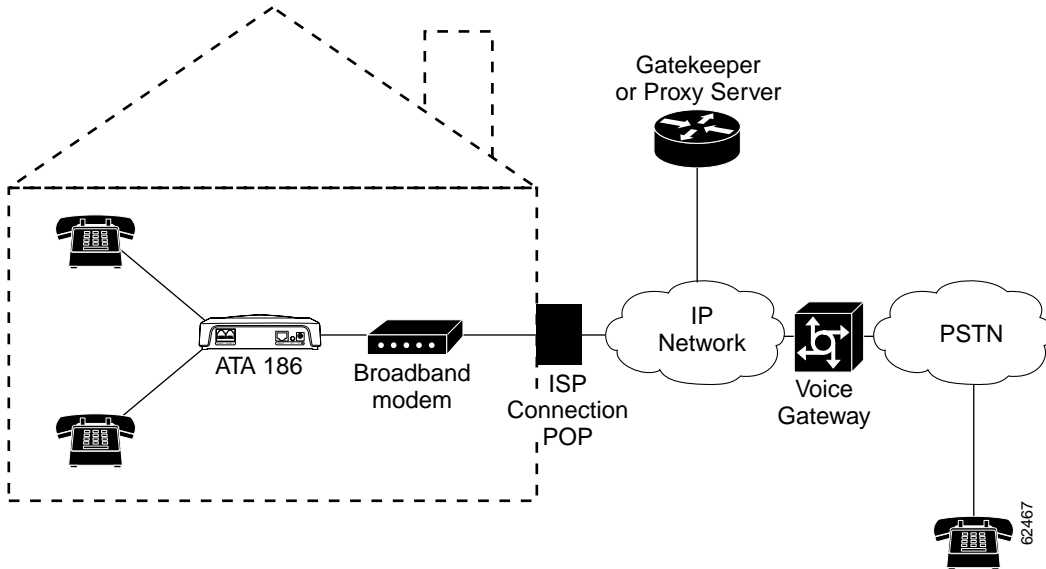 Gatekeeper
or Proxy Server
IP
Network
PSTN
ATA 186
Broadband
modem
ISP
Connection
POP
Voice
Gateway
62467